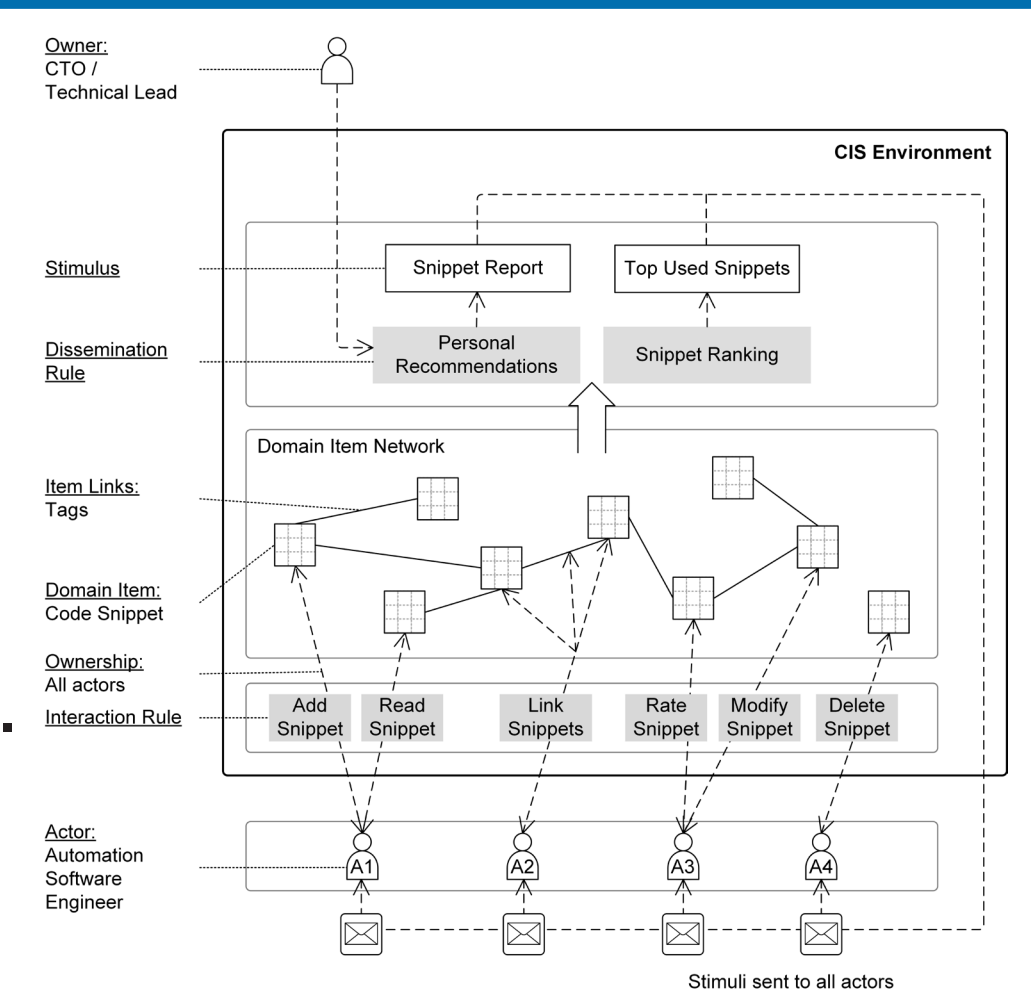 Owner:
CTO /
Technical Lead
CIS Environment
Stimulus
Snippet Report
Top Used Snippets
Dissemination
Rule
Personal
Recommendations
Snippet Ranking
Domain Item Network
Item Links:
Tags
Domain Item:
Code Snippet
Ownership:
All actors
Interaction Rule
Add
Snippet
Read
Snippet
Link
Snippets
Rate
Snippet
Modify
Snippet
Delete
Snippet
Actor:
Automation
Software
Engineer
A1
A2
A3
A4
Stimuli sent to all actors